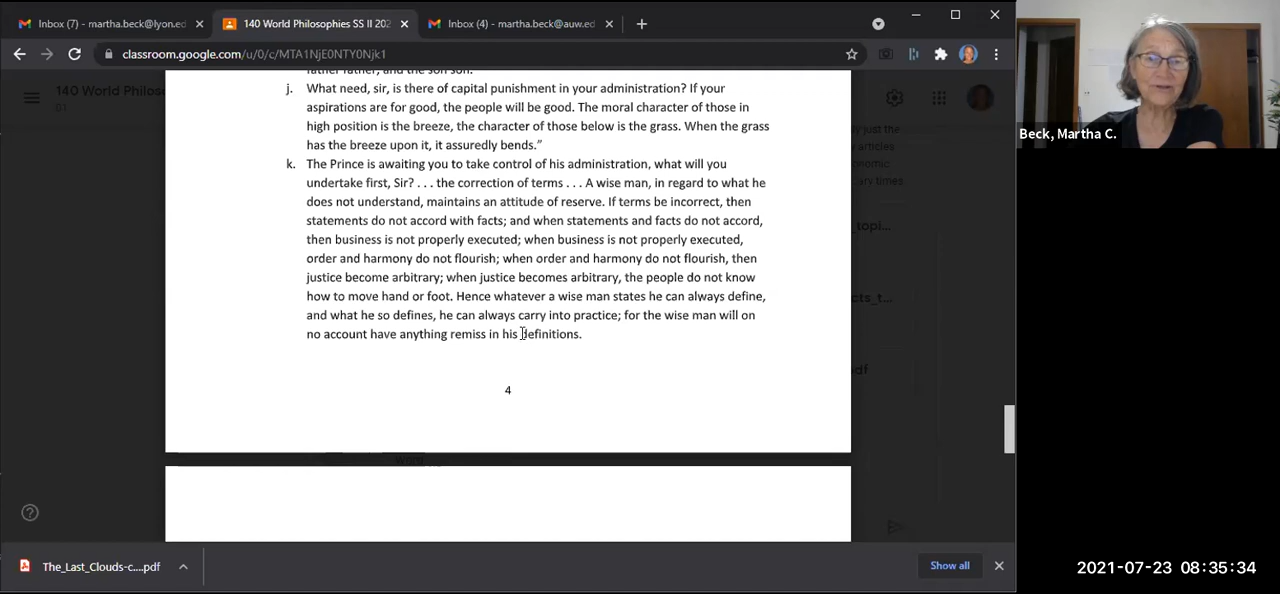 Inbox (7) - martha.beck@lyon.ed
140 World Philosophies SS II 202
Inbox (4) - martha.beck@auw.ed
classroom.google.com/u/0/c/MTA1NjE0NTY0Njk1
140 World Philoso
father father, and the son son.
j. What need, sir, is there of capital punishment in your administration? If your
aspirations are for good, the people will be good. The moral character of those in
high position is the breeze, the character of those below is the grass. When the grass
has the breeze upon it, it assuredly bends."
k. The Prince is awaiting you to take control of his administration, what will you
undertake first, Sir? . . . the correction of terms . . . A wise man, in regard to what he
does not understand, maintains an attitude of reserve. If terms be incorrect, then
statements do not accord with facts; and when statements and facts do not accord,
then business is not properly executed; when business is not properly executed,
order and harmony do not flourish; when order and harmony do not flourish, then
justice become arbitrary; when justice becomes arbitrary, the people do not know
how to move hand or foot. Hence whatever a wise man states he can always define,
and what he so defines, he can always carry into practice; for the wise man will on
no account have anything remiss in his definitions.
4
The_Last_Clouds-c....pdf
Show all
Beck, Martha C.
2021-07-23 08:35:34